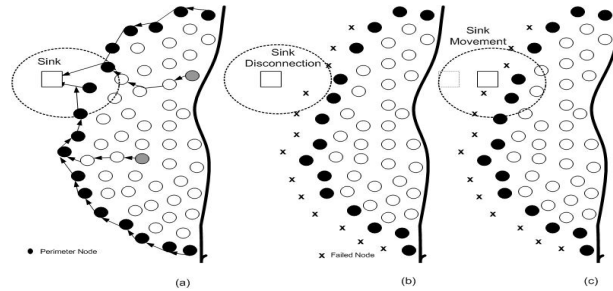 Sink
Sink
Disconnection
Sink
Movement
Perimeter Node
x Failed Node
(a)
(b)
(c)